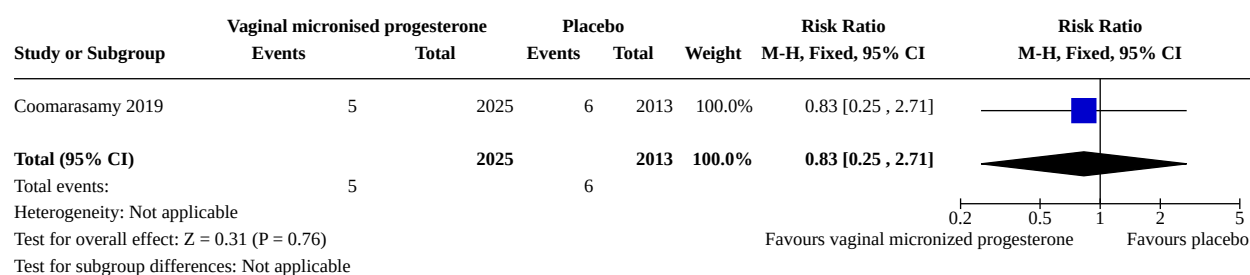 Vaginal micronised progesterone Placebo Risk Ratio Risk Ratio
Study or Subgroup Events Total Events Total Weight M-H, Fixed, 95% CI M-H, Fixed, 95% CI
Coomarasamy 2019 5 2025 6 2013 100.0% 0.83 [0.25 , 2.71]
Total (95% CI) 2025 2013 100.0% 0.83 [0.25 , 2.71]
Total events: 5 6
Heterogeneity: Not applicable 0.2 0.5 1 2 5
Test for overall effect: Z = 0.31 (P = 0.76) Favours vaginal micronized progesterone Favours placebo
Test for subgroup differences: Not applicable